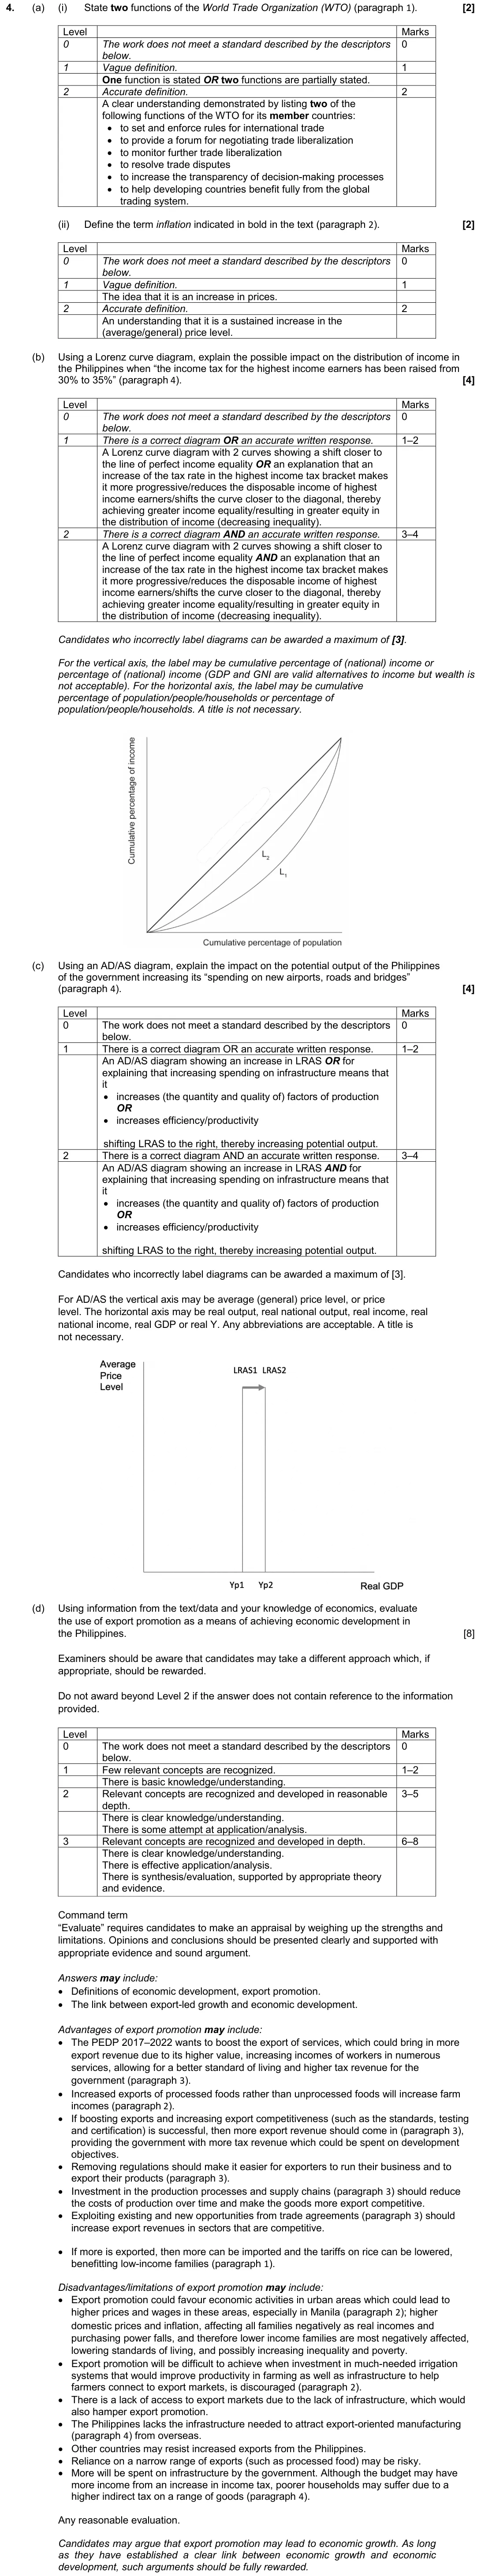 4. (a) (i) State two functions of the World Trade Organization (WTO) (paragraph 1). [2]
Level Marks
0 The work does not meet a standard described by the descriptors 0
below.
1 Vague definition. 1
One function is stated OR two functions are partially stated.
2 Accurate definition. 2
A clear understanding demonstrated by listing two of the
following functions of the WTO for its member countries:
• to set and enforce rules for international trade
• to provide a forum for negotiating trade liberalization
• to monitor further trade liberalization
• to resolve trade disputes
• to increase the transparency of decision-making processes
• to help developing countries benefit fully from the global
trading system.
(ii) Define the term inflation indicated in bold in the text (paragraph 2). [2]
Level Marks
0 The work does not meet a standard described by the descriptors 0
below.
1 Vague definition. 1
The idea that it is an increase in prices.
2 Accurate definition. 2
An understanding that it is a sustained increase in the
(average/general) price level.
(b) Using a Lorenz curve diagram, explain the possible impact on the distribution of income in
the Philippines when “the income tax for the highest income earners has been raised from
30% to 35%” (paragraph 4). [4]
Level Marks
0 The work does not meet a standard described by the descriptors 0
below.
1 There is a correct diagram OR an accurate written response. 1–2
A Lorenz curve diagram with 2 curves showing a shift closer to
the line of perfect income equality OR an explanation that an
increase of the tax rate in the highest income tax bracket makes
it more progressive/reduces the disposable income of highest
income earners/shifts the curve closer to the diagonal, thereby
achieving greater income equality/resulting in greater equity in
the distribution of income (decreasing inequality).
2 There is a correct diagram AND an accurate written response. 3–4
A Lorenz curve diagram with 2 curves showing a shift closer to
the line of perfect income equality AND an explanation that an
increase of the tax rate in the highest income tax bracket makes
it more progressive/reduces the disposable income of highest
income earners/shifts the curve closer to the diagonal, thereby
achieving greater income equality/resulting in greater equity in
the distribution of income (decreasing inequality).
Candidates who incorrectly label diagrams can be awarded a maximum of [3].
For the vertical axis, the label may be cumulative percentage of (national) income or
percentage of (national) income (GDP and GNI are valid alternatives to income but wealth is
not acceptable). For the horizontal axis, the label may be cumulative
percentage of population/people/households or percentage of
population/people/households. A title is not necessary.
Cumulative percentage of income
L2
L1
Cumulative percentage of population
(c) Using an AD/AS diagram, explain the impact on the potential output of the Philippines
of the government increasing its “spending on new airports, roads and bridges”
(paragraph 4). [4]
Level Marks
0 The work does not meet a standard described by the descriptors 0
below.
1 There is a correct diagram OR an accurate written response. 1–2
An AD/AS diagram showing an increase in LRAS OR for
explaining that increasing spending on infrastructure means that
it
• increases (the quantity and quality of) factors of production
OR
• increases efficiency/productivity
shifting LRAS to the right, thereby increasing potential output.
2 There is a correct diagram AND an accurate written response. 3–4
An AD/AS diagram showing an increase in LRAS AND for
explaining that increasing spending on infrastructure means that
it
• increases (the quantity and quality of) factors of production
OR
• increases efficiency/productivity
shifting LRAS to the right, thereby increasing potential output.
Candidates who incorrectly label diagrams can be awarded a maximum of [3].
For AD/AS the vertical axis may be average (general) price level, or price
level. The horizontal axis may be real output, real national output, real income, real
national income, real GDP or real Y. Any abbreviations are acceptable. A title is
not necessary.
Average
Price
Level
LRAS1 LRAS2
Yp1 Yp2
Real GDP
(d) Using information from the text/data and your knowledge of economics, evaluate
the use of export promotion as a means of achieving economic development in
the Philippines. [8]
Examiners should be aware that candidates may take a different approach which, if
appropriate, should be rewarded.
Do not award beyond Level 2 if the answer does not contain reference to the information
provided.
Level Marks
0 The work does not meet a standard described by the descriptors 0
below.
1 Few relevant concepts are recognized. 1–2
There is basic knowledge/understanding.
2 Relevant concepts are recognized and developed in reasonable 3–5
depth.
There is clear knowledge/understanding.
There is some attempt at application/analysis.
3 Relevant concepts are recognized and developed in depth. 6–8
There is clear knowledge/understanding.
There is effective application/analysis.
There is synthesis/evaluation, supported by appropriate theory
and evidence.
Command term
“Evaluate” requires candidates to make an appraisal by weighing up the strengths and
limitations. Opinions and conclusions should be presented clearly and supported with
appropriate evidence and sound argument.
Answers may include:
• Definitions of economic development, export promotion.
• The link between export-led growth and economic development.
Advantages of export promotion may include:
• The PEDP 2017–2022 wants to boost the export of services, which could bring in more
export revenue due to its higher value, increasing incomes of workers in numerous
services, allowing for a better standard of living and higher tax revenue for the
government (paragraph 3).
• Increased exports of processed foods rather than unprocessed foods will increase farm
incomes (paragraph 2).
• If boosting exports and increasing export competitiveness (such as the standards, testing
and certification) is successful, then more export revenue should come in (paragraph 3),
providing the government with more tax revenue which could be spent on development
objectives.
• Removing regulations should make it easier for exporters to run their business and to
export their products (paragraph 3).
• Investment in the production processes and supply chains (paragraph 3) should reduce
the costs of production over time and make the goods more export competitive.
• Exploiting existing and new opportunities from trade agreements (paragraph 3) should
increase export revenues in sectors that are competitive.
• If more is exported, then more can be imported and the tariffs on rice can be lowered,
benefitting low-income families (paragraph 1).
Disadvantages/limitations of export promotion may include:
• Export promotion could favour economic activities in urban areas which could lead to
higher prices and wages in these areas, especially in Manila (paragraph 2); higher
domestic prices and inflation, affecting all families negatively as real incomes and
purchasing power falls, and therefore lower income families are most negatively affected,
lowering standards of living, and possibly increasing inequality and poverty.
• Export promotion will be difficult to achieve when investment in much-needed irrigation
systems that would improve productivity in farming as well as infrastructure to help
farmers connect to export markets, is discouraged (paragraph 2).
• There is a lack of access to export markets due to the lack of infrastructure, which would
also hamper export promotion.
• The Philippines lacks the infrastructure needed to attract export-oriented manufacturing
(paragraph 4) from overseas.
• Other countries may resist increased exports from the Philippines.
• Reliance on a narrow range of exports (such as processed food) may be risky.
• More will be spent on infrastructure by the government. Although the budget may have
more income from an increase in income tax, poorer households may suffer due to a
higher indirect tax on a range of goods (paragraph 4).
Any reasonable evaluation.
Candidates may argue that export promotion may lead to economic growth. As long
as they have established a clear link between economic growth and economic
development, such arguments should be fully rewarded.